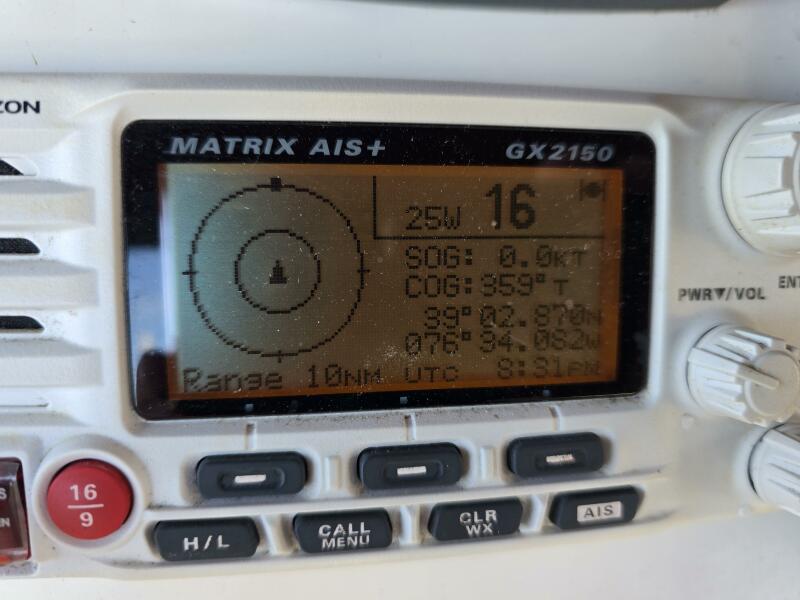 ZON
MATRIX AIS+ GX2150
25W 16
SOG: 0.0KT
COG:359°T
39°02.870N
076°34.082W
Range 10NM UTC 8:31PM
PWR▼/VOL
ENT
16
9
H/L
CALL
MENU
CLR
WX
AIS